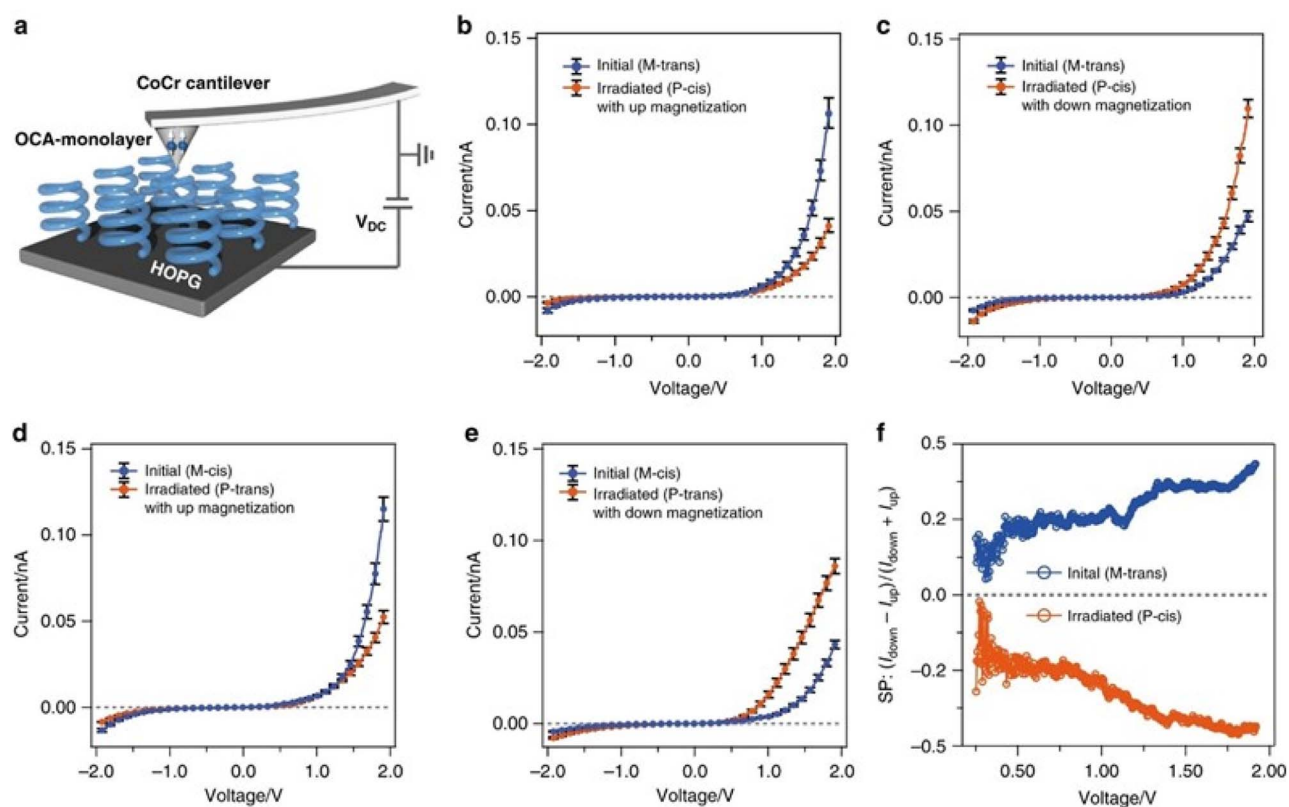 a
CoCr cantilever
OCA-monolayer
HOPG
V_DC
b
0.15
0.10
0.05
0.00
Current/nA
Initial (M-trans)
Irradiated (P-cis)
with up magnetization
–2.0 –1.0 0.0 1.0 2.0
Voltage/V
c
0.15
0.10
0.05
0.00
Current/nA
Initial (M-trans)
Irradiated (P-cis)
with down magnetization
–2.0 –1.0 0.0 1.0 2.0
Voltage/V
d
0.15
0.10
0.05
0.00
Current/nA
Initial (M-cis)
Irradiated (P-trans)
with up magnetization
–2.0 –1.0 0.0 1.0 2.0
Voltage/V
e
0.15
0.10
0.05
0.00
Current/nA
Initial (M-cis)
Irradiated (P-trans)
with down magnetization
–2.0 –1.0 0.0 1.0 2.0
Voltage/V
f
0.5
0.2
0.0
–0.2
–0.5
SP: (I_down – I_up)/(I_down + I_up)
Inital (M-trans)
Irradiated (P-cis)
0.50 1.00 1.50 2.00
Voltage/V